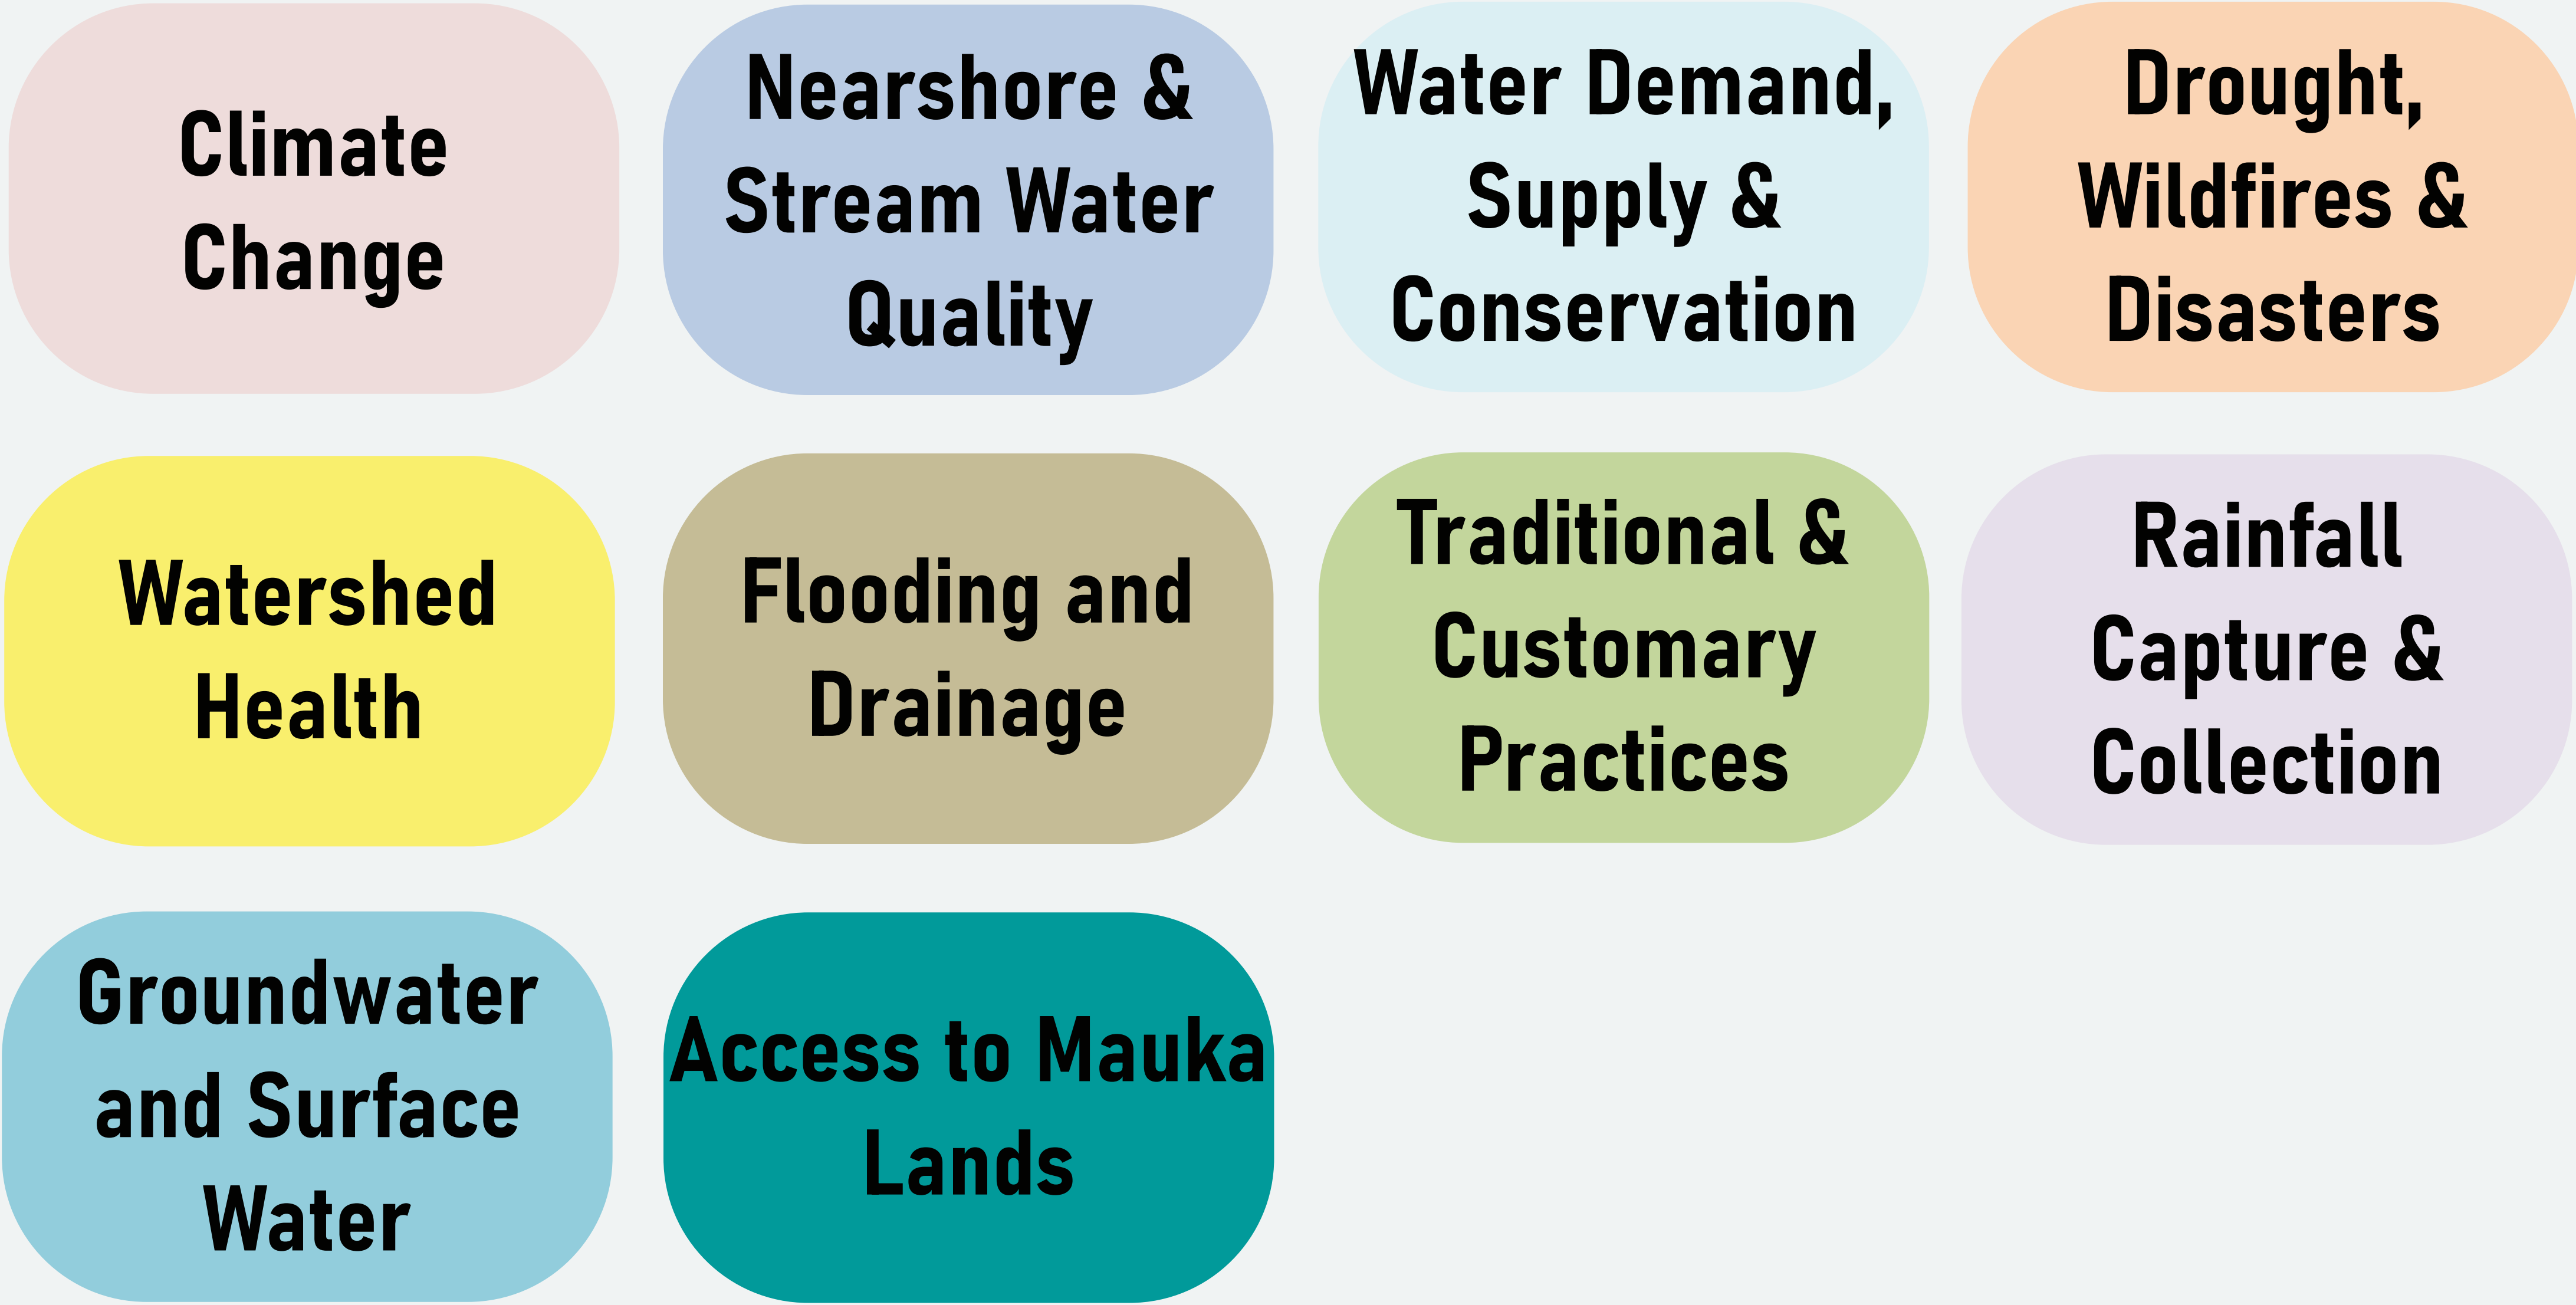 Climate
Change
Nearshore &
Stream Water
Quality
Water Demand,
Supply &
Conservation
Drought,
Wildfires &
Disasters
Watershed
Health
Flooding and
Drainage
Traditional &
Customary
Practices
Rainfall
Capture &
Collection
Groundwater
and Surface
Water
Access to Mauka
Lands